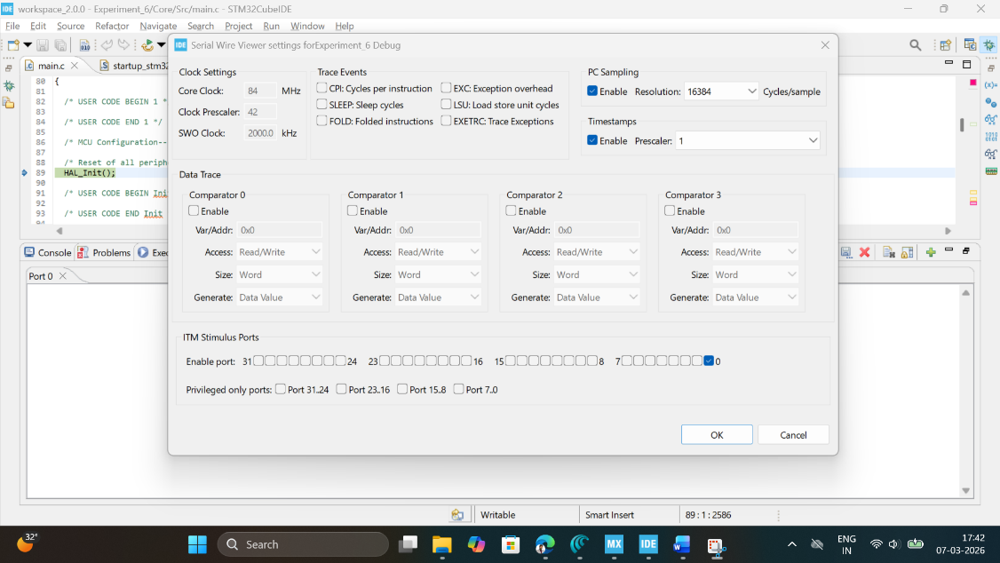 IDE workspace_2.0.0 - Experiment_6/Core/Src/main.c - STM32CubeIDE
File Edit Source Refactor Navigate Search Project Run Window Help
IDE Serial Wire Viewer settings forExperiment_6 Debug
main.c startup_stm32
80 {
81
82 /* USER CODE BEGIN 1 *
83
84 /* USER CODE END 1 */
85
86 /* MCU Configuration--
87
88 /* Reset of all periph
89 HAL_Init();
90
91 /* USER CODE BEGIN Ini
92
93 /* USER CODE END Init
94
Clock Settings
Core Clock: 84 MHz
Clock Prescaler: 42
SWO Clock: 2000.0 kHz
Trace Events
CPI: Cycles per instruction EXC: Exception overhead
SLEEP: Sleep cycles LSU: Load store unit cycles
FOLD: Folded instructions EXETRC: Trace Exceptions
PC Sampling
Enable Resolution: 16384 Cycles/sample
Timestamps
Enable Prescaler: 1
Data Trace
Comparator 0 Comparator 1 Comparator 2 Comparator 3
Enable Enable Enable Enable
Var/Addr: 0x0 Var/Addr: 0x0 Var/Addr: 0x0 Var/Addr: 0x0
Access: Read/Write Access: Read/Write Access: Read/Write Access: Read/Write
Size: Word Size: Word Size: Word Size: Word
Generate: Data Value Generate: Data Value Generate: Data Value Generate: Data Value
ITM Stimulus Ports
Enable port: 31 24 23 16 15 8 7 0
Privileged only ports: Port 31..24 Port 23..16 Port 15..8 Port 7..0
OK Cancel
Console Problems Exe
Port 0
Writable Smart Insert 89 : 1 : 2586
32°
Search
MX IDE
ENG
IN
17:42
07-03-2026